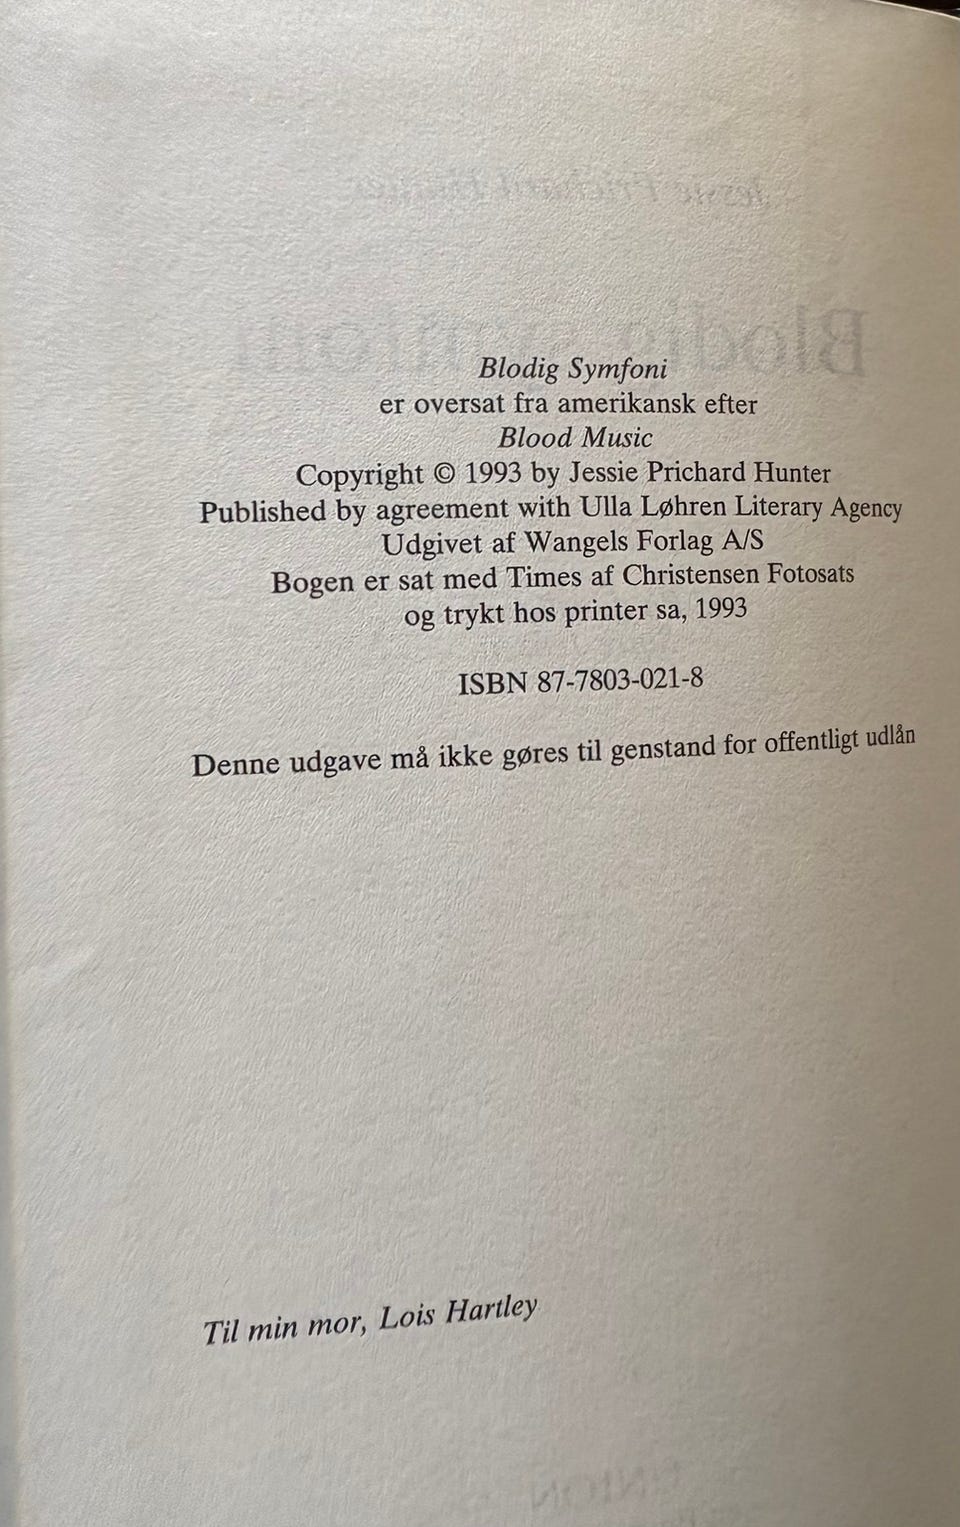 Blodig Symfoni
er oversat fra amerikansk efter
Blood Music
Copyright © 1993 by Jessie Prichard Hunter
Published by agreement with Ulla Løhren Literary Agency
Udgivet af Wangels Forlag A/S
Bogen er sat med Times af Christensen Fotosats
og trykt hos printer sa, 1993
ISBN 87-7803-021-8
Denne udgave må ikke gøres til genstand for offentligt udlån
Til min mor, Lois Hartley